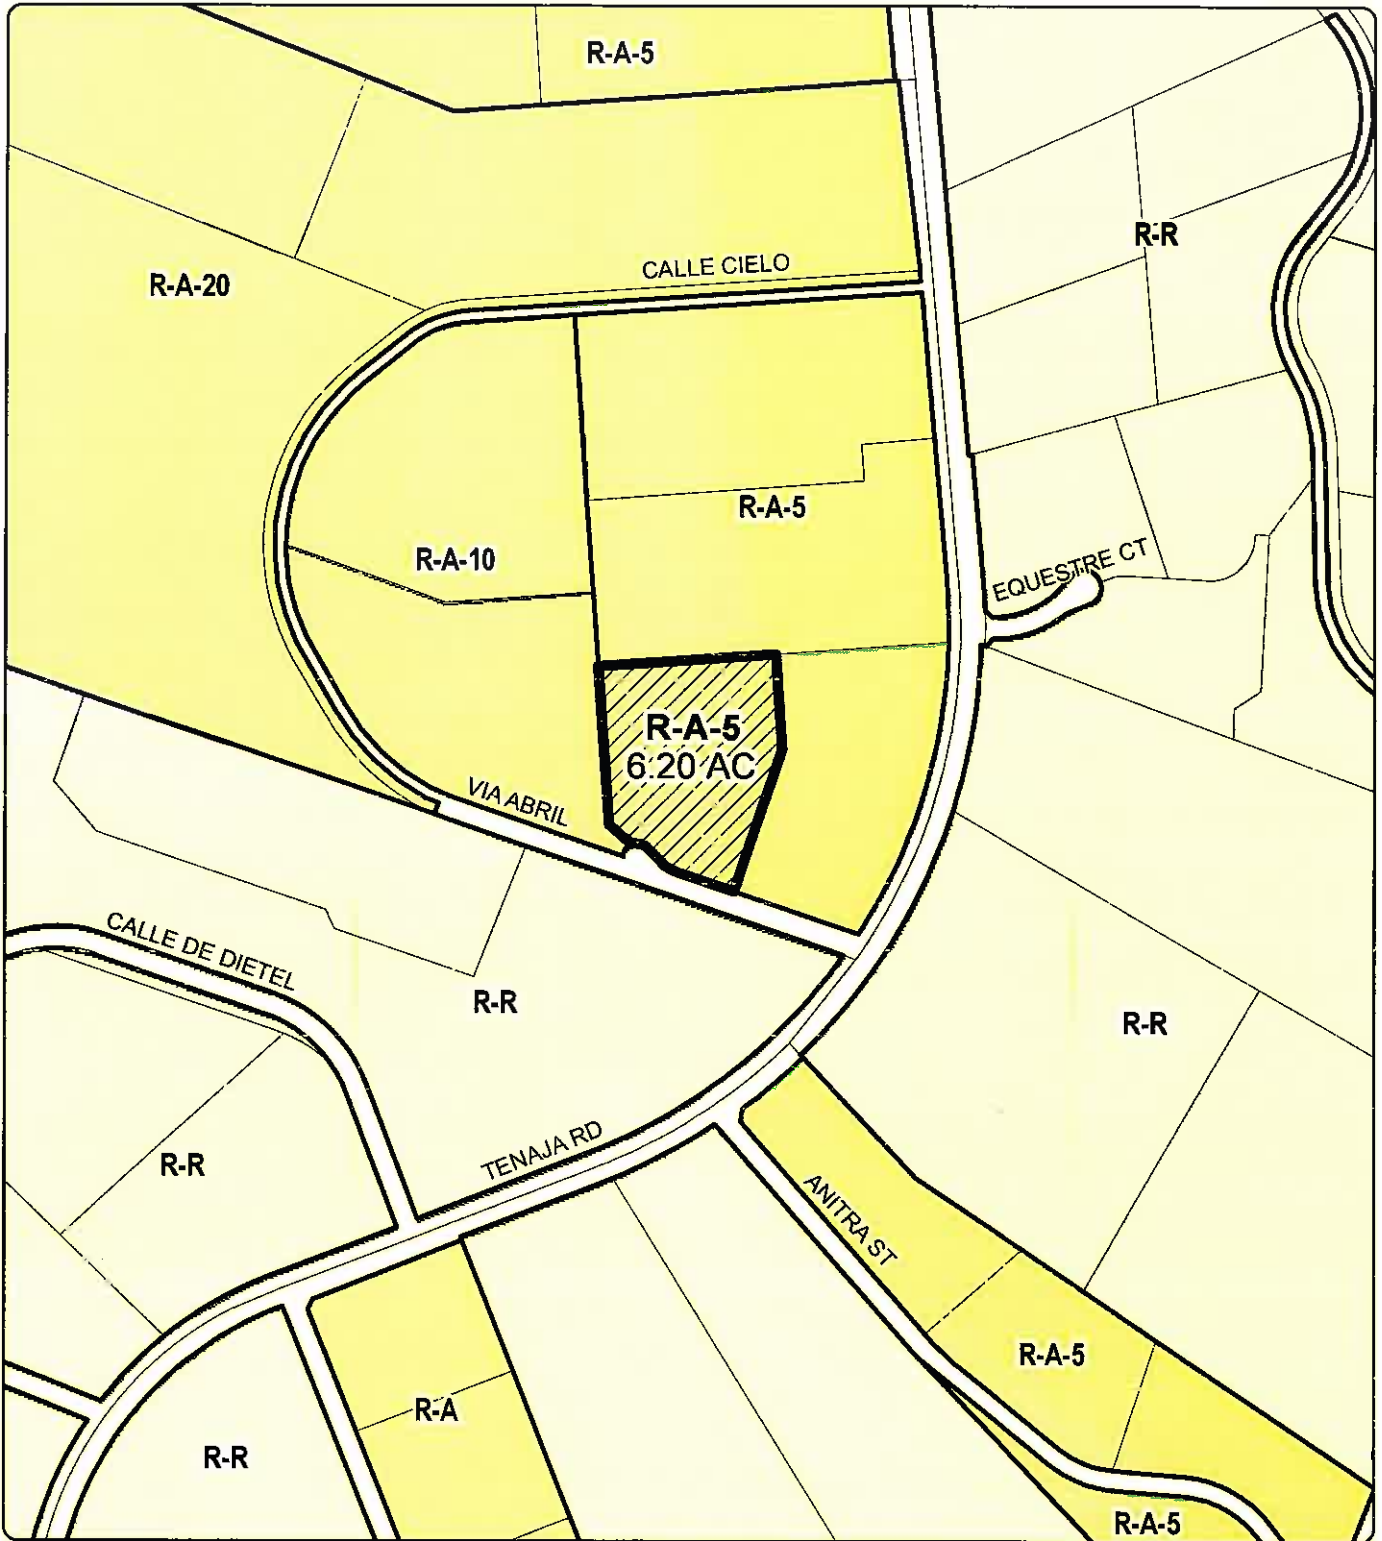 R-A-5
R-R
CALLE CIELO
R-A-20
R-A-5
R-A-10
EQUESTRE CT
R-A-5
6.20 AC
VIA ABRIL
CALLE DE DIETEL
R-R
R-R
TENAJA RD
R-R
ANITRA ST
R-A-5
R-A
R-R
R-A-5